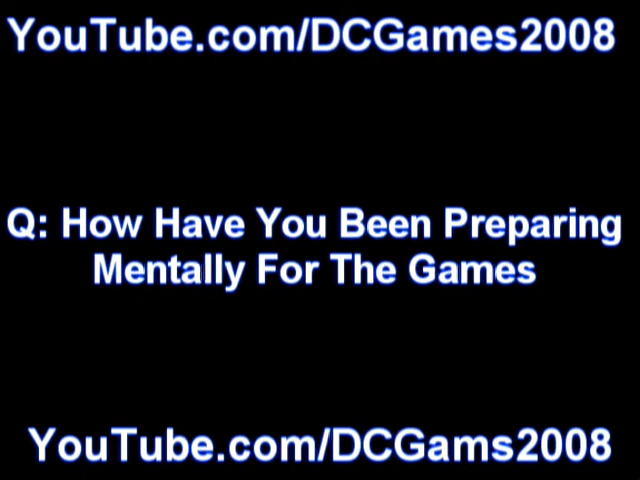 YouTube.com/DCGames2008
Q: How Have You Been Preparing
Mentally For The Games
YouTube.com/DCGams2008